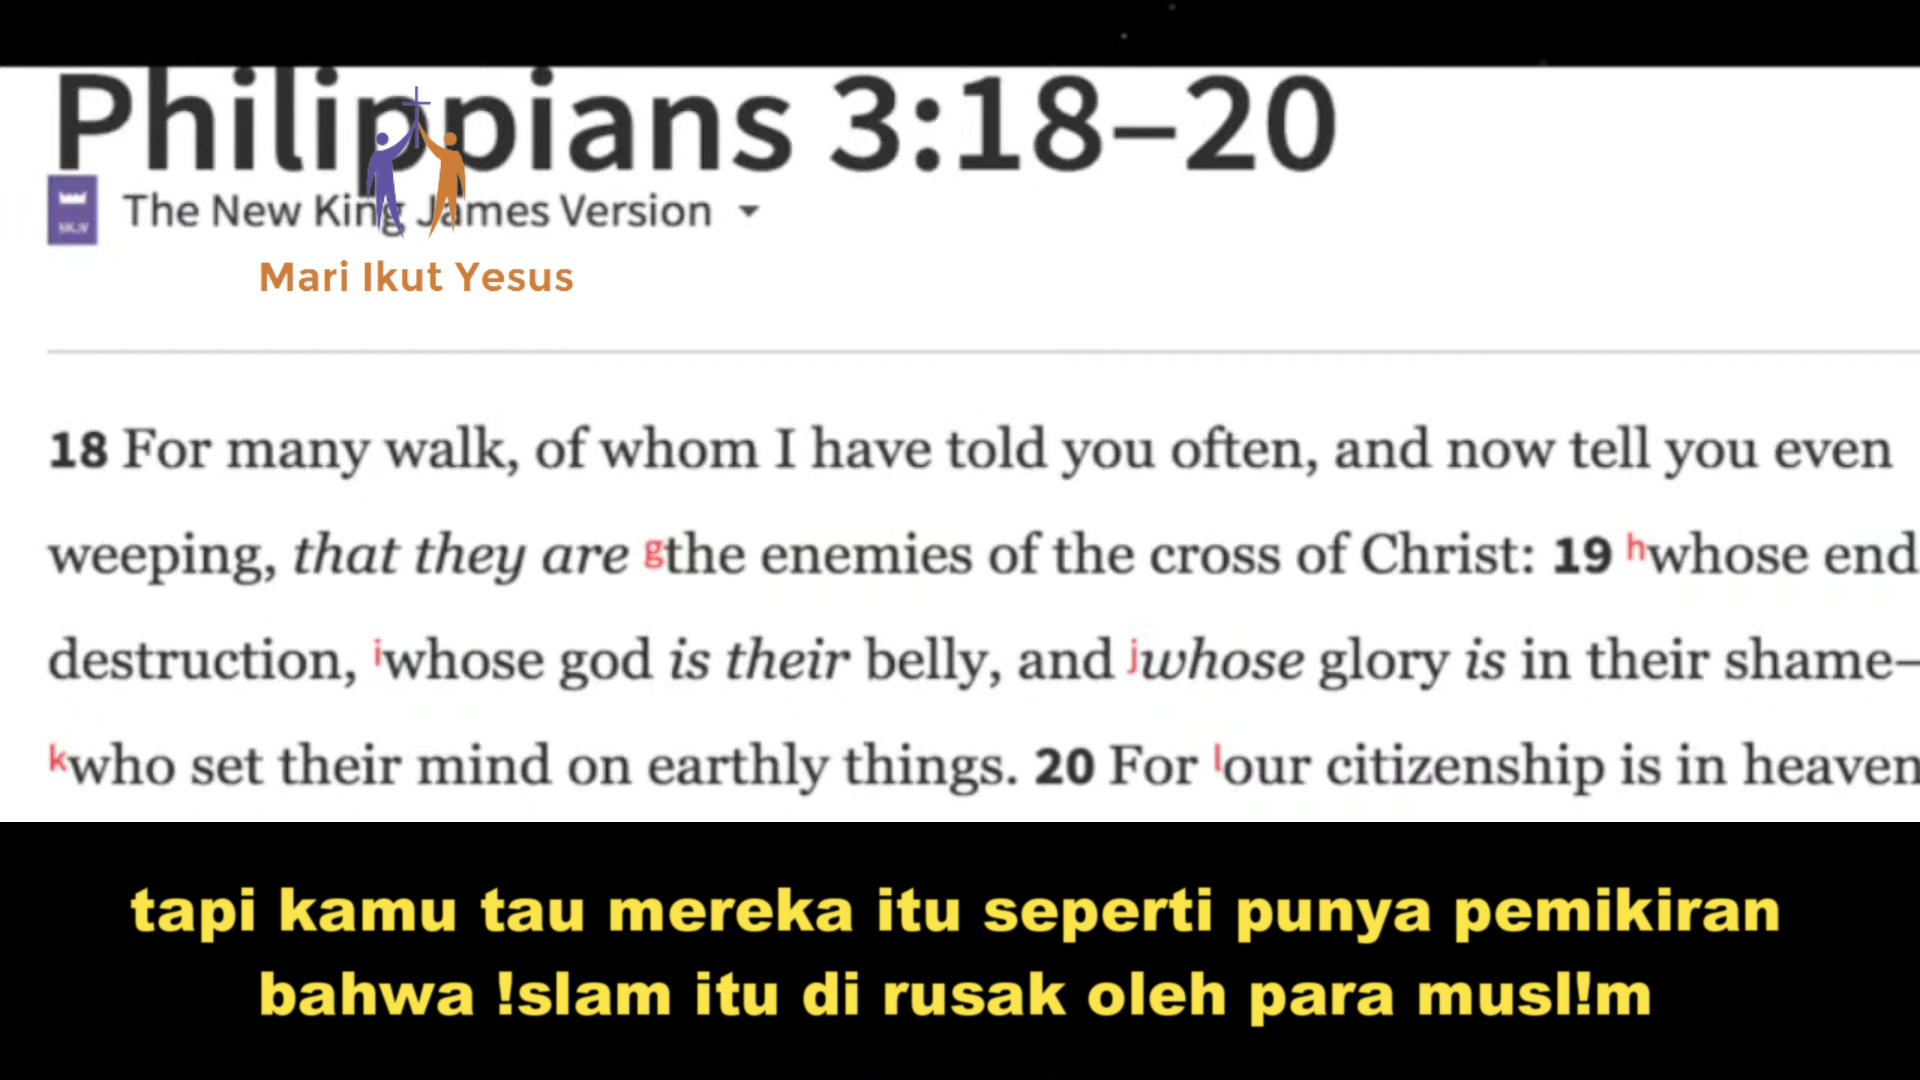 Philippians 3:18–20
NKJV
The New King James Version
Mari Ikut Yesus
18 For many walk, of whom I have told you often, and now tell you even
weeping, that they are gthe enemies of the cross of Christ: 19 hwhose end
destruction, iwhose god is their belly, and jwhose glory is in their shame–
kwho set their mind on earthly things. 20 For lour citizenship is in heaven
tapi kamu tau mereka itu seperti punya pemikiran
bahwa !slam itu di rusak oleh para musl!m